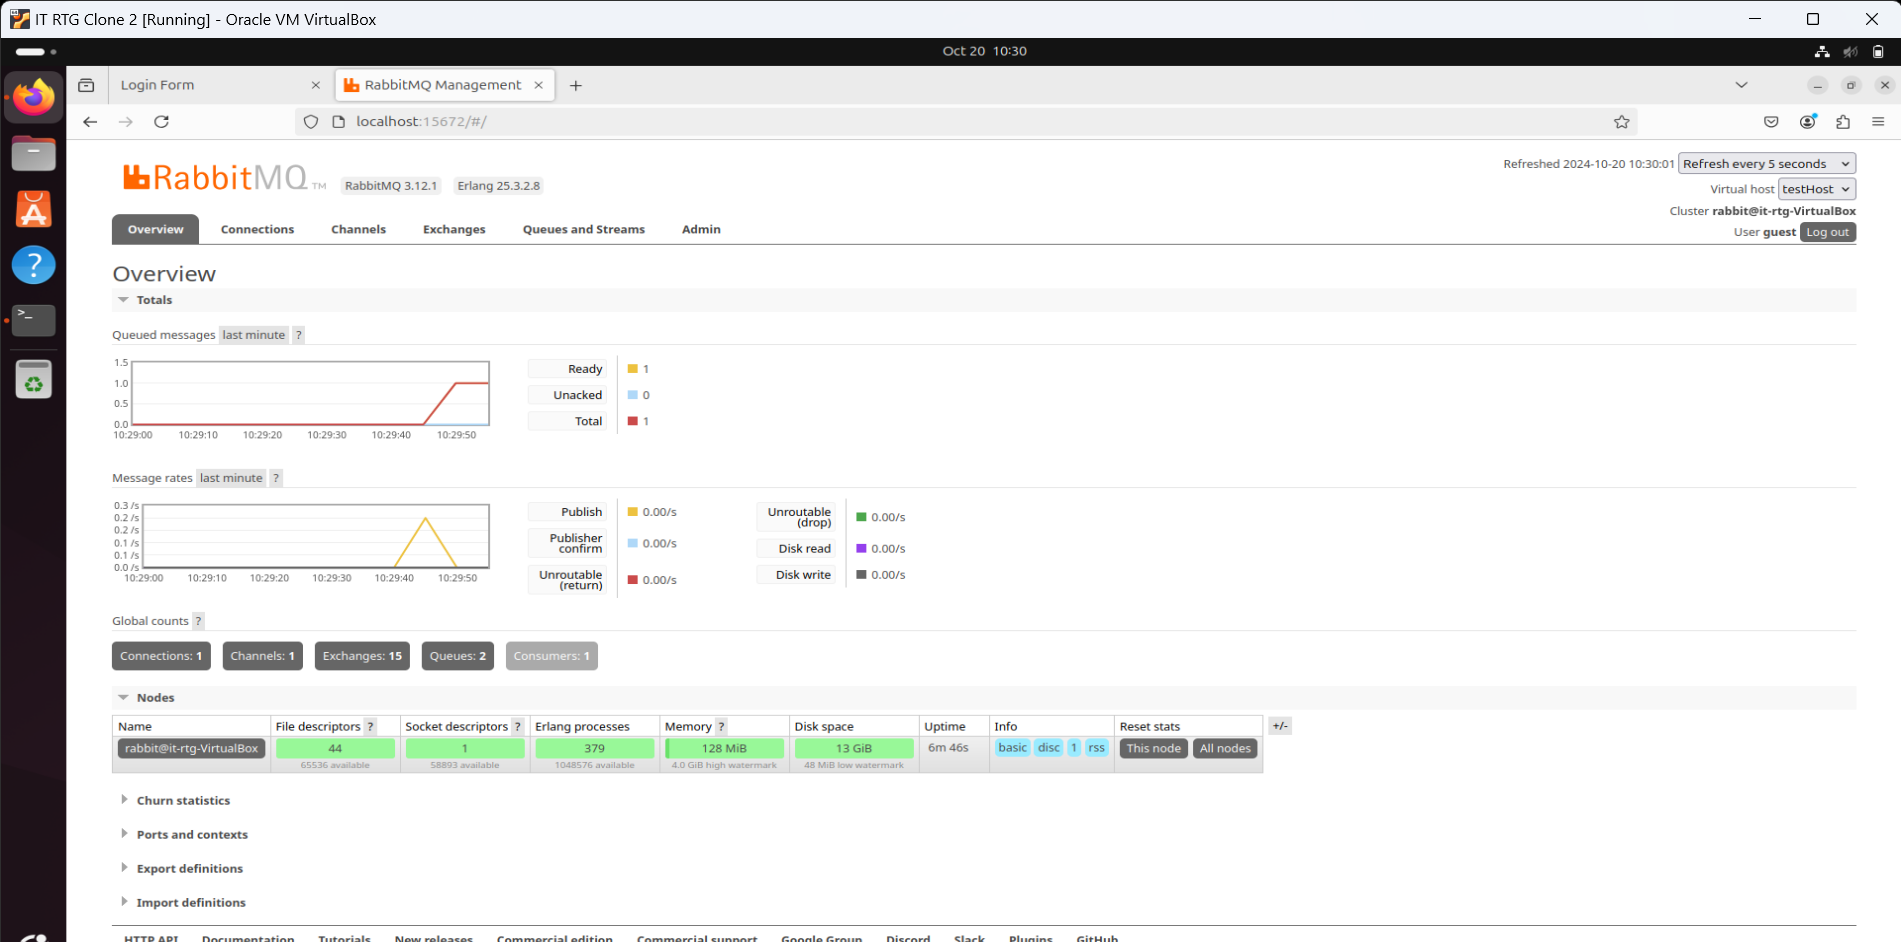 IT RTG Clone 2 [Running] - Oracle VM VirtualBox
Oct 20 10:30
Login Form
RabbitMQ Management
localhost:15672/#/
RabbitMQ TM
RabbitMQ 3.12.1
Erlang 25.3.2.8
Refreshed 2024-10-20 10:30:01 Refresh every 5 seconds
Virtual host testHost
Cluster rabbit@it-rtg-VirtualBox
User guest Log out
Overview Connections Channels Exchanges Queues and Streams Admin
Overview
Totals
Queued messages last minute ?
1.5
1.0
0.5
0.0
10:29:00 10:29:10 10:29:20 10:29:30 10:29:40 10:29:50
Ready 1
Unacked 0
Total 1
Message rates last minute ?
0.3 /s
0.2 /s
0.2 /s
0.1 /s
0.1 /s
0.0 /s
10:29:00 10:29:10 10:29:20 10:29:30 10:29:40 10:29:50
Publish 0.00/s
Publisher
confirm 0.00/s
Unroutable
(return) 0.00/s
Unroutable
(drop) 0.00/s
Disk read 0.00/s
Disk write 0.00/s
Global counts ?
Connections: 1 Channels: 1 Exchanges: 15 Queues: 2 Consumers: 1
Nodes
Name File descriptors ? Socket descriptors ? Erlang processes Memory ? Disk space Uptime Info Reset stats +/-
rabbit@it-rtg-VirtualBox 44 1 379 128 MiB 13 GiB 6m 46s basic disc 1 rss This node All nodes
65536 available 58893 available 1048576 available 4.0 GiB high watermark 48 MiB low watermark
Churn statistics
Ports and contexts
Export definitions
Import definitions
HTTP API Documentation Tutorials New releases Commercial edition Commercial support Google Group Discord Slack Plugins GitHub